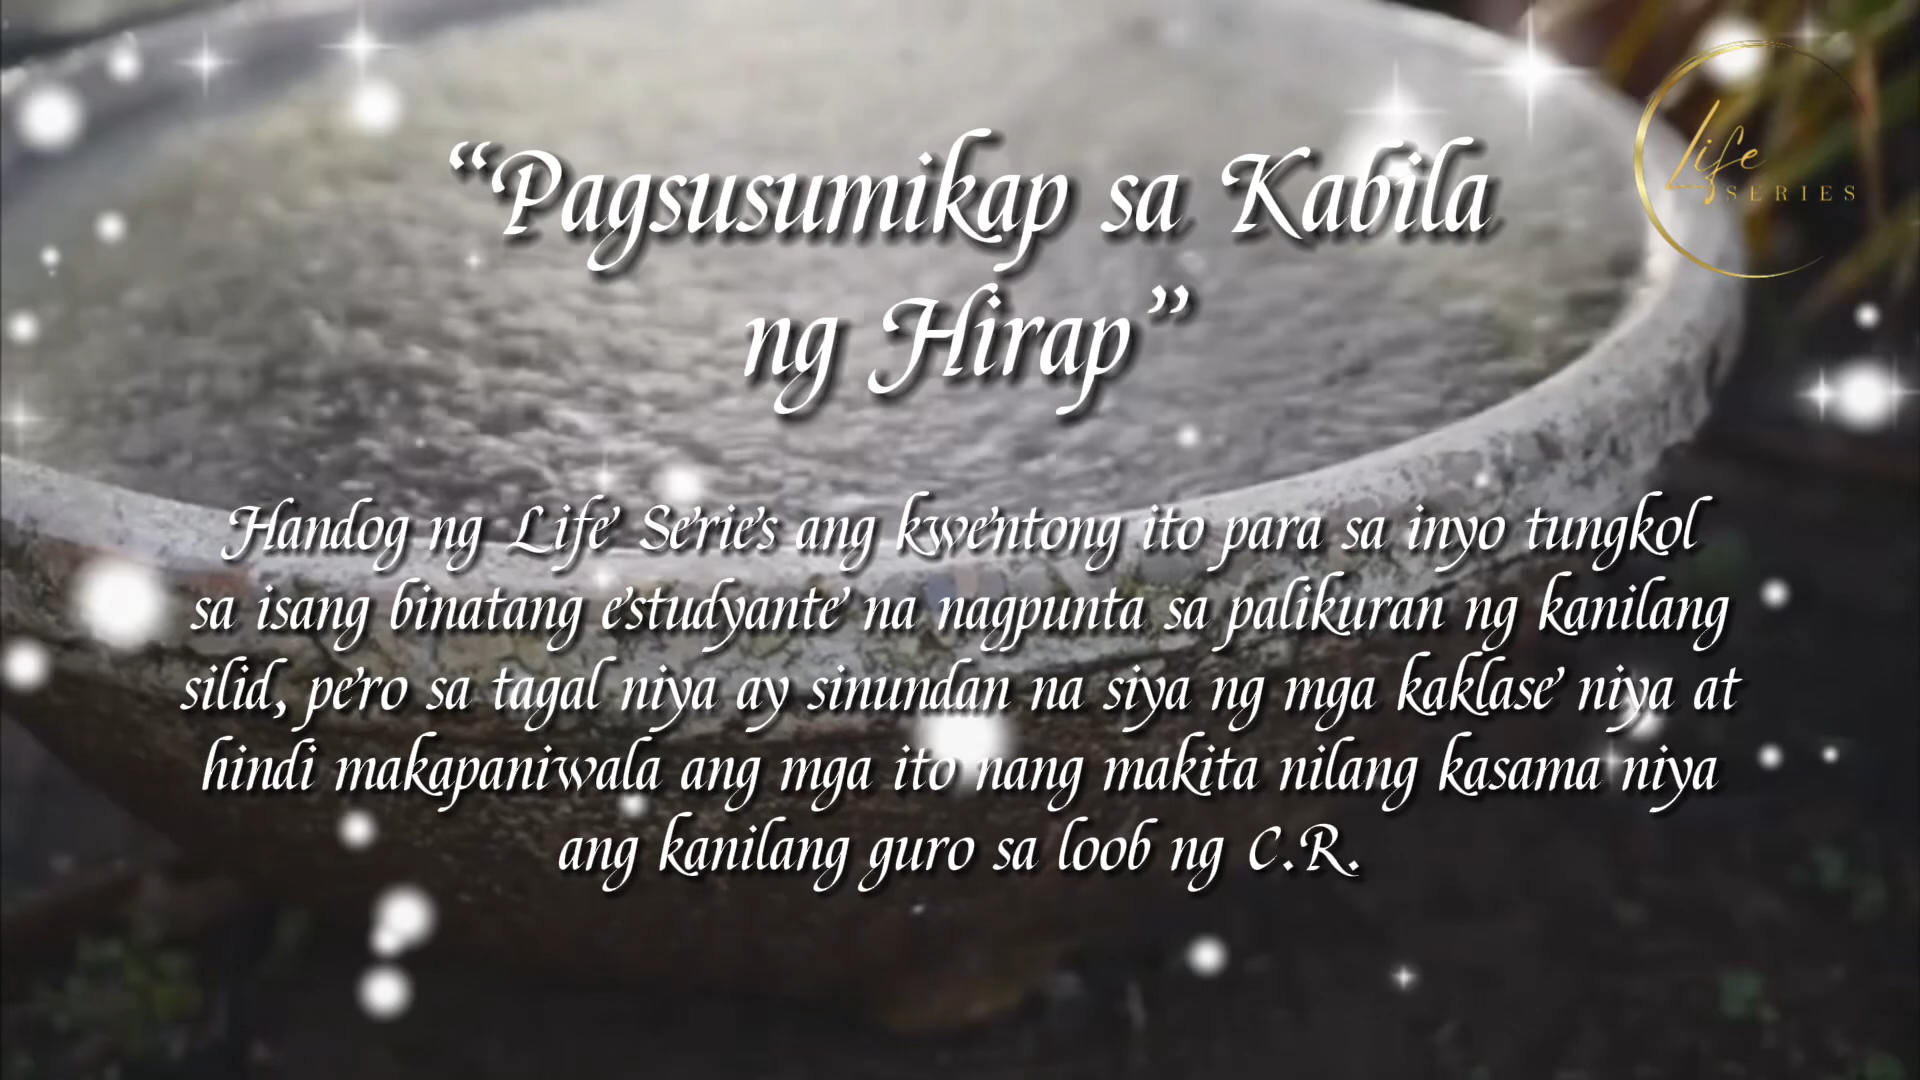 “Pagsusumikap sa Kabila
ng Hirap”
Life
SERIES
Handog ng Life Series ang kwentong ito para sa inyo tungkol
sa isang binatang estudyante na nagpunta sa palikuran ng kanilang
silid, pero sa tagal niya ay sinundan na siya ng mga kaklase niya at
hindi makapaniwala ang mga ito nang makita nilang kasama niya
ang kanilang guro sa loob ng C.R.